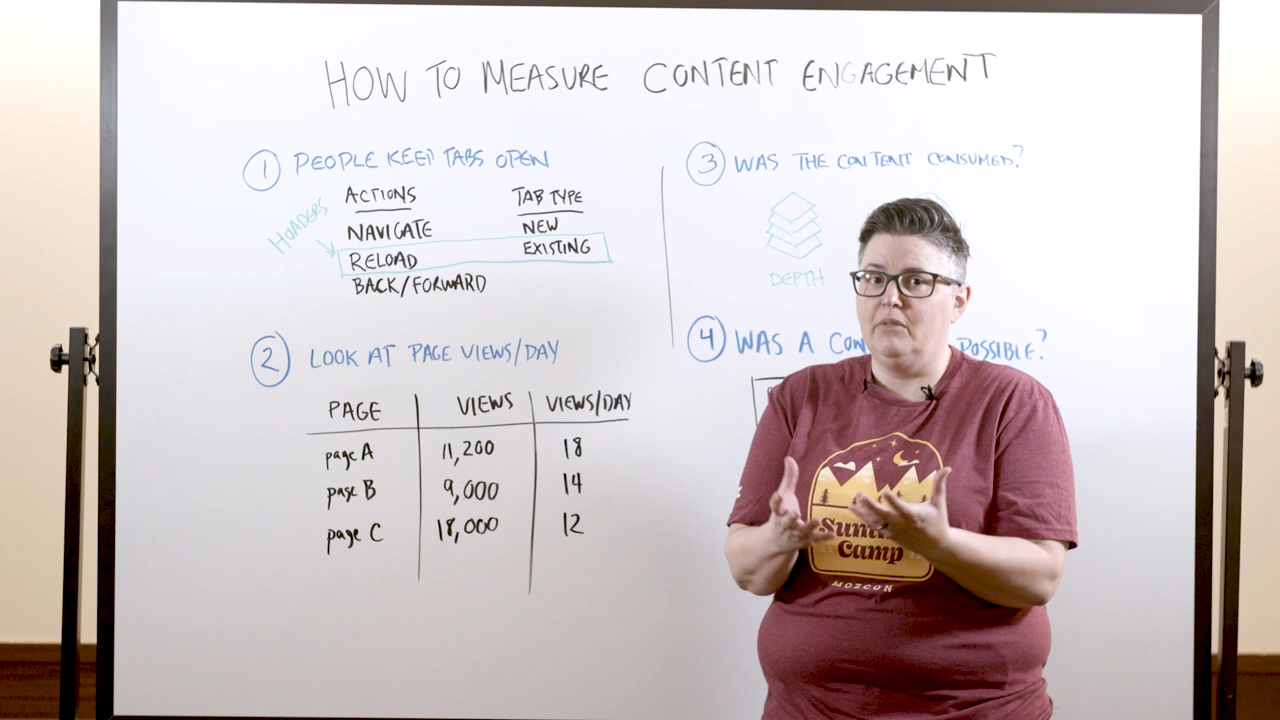 HOW TO MEASURE CONTENT ENGAGEMENT
1 PEOPLE KEEP TABS OPEN
ACTIONS TAB TYPE
HOADERS
NAVIGATE NEW
RELOAD EXISTING
BACK/FORWARD
2 LOOK AT PAGE VIEWS/DAY
PAGE VIEWS VIEWS/DAY
page A 11,200 18
page B 9,000 14
page C 18,000 12
3 WAS THE CONTENT CONSUMED?
DEPTH
4 WAS A CON POSSIBLE?
Camp
MOZCON